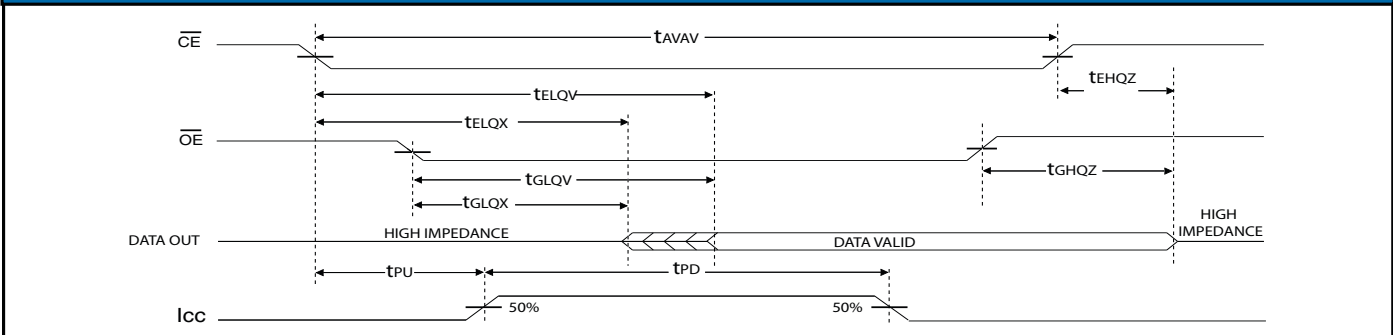 CE
tAVAV
tEHQZ
tELQV
tELQX
OE
tGHQZ
tGLQV
tGLQX
HIGH
IMPEDANCE
DATA OUT
HIGH IMPEDANCE
DATA VALID
tPU
tPD
50%
50%
Icc